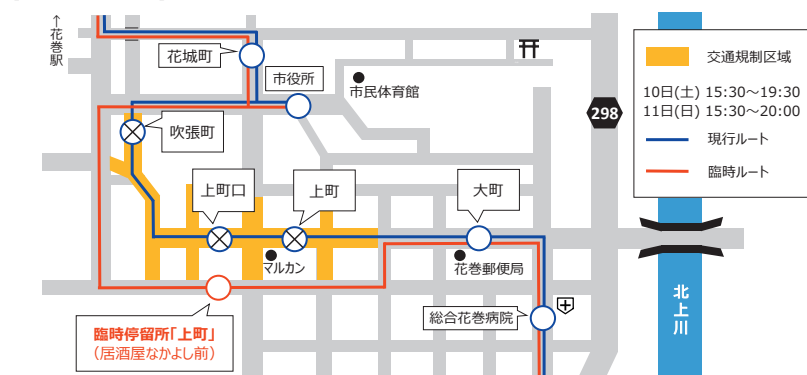 ↑花巻駅
花城町
市役所
市民体育館
298
交通規制区域
10日(土) 15:30～19:30
11日(日) 15:30～20:00
現行ルート
臨時ルート
吹張町
上町口
上町
大町
マルカン
花巻郵便局
総合花巻病院
北上川
臨時停留所「上町」
（居酒屋なかよし前）